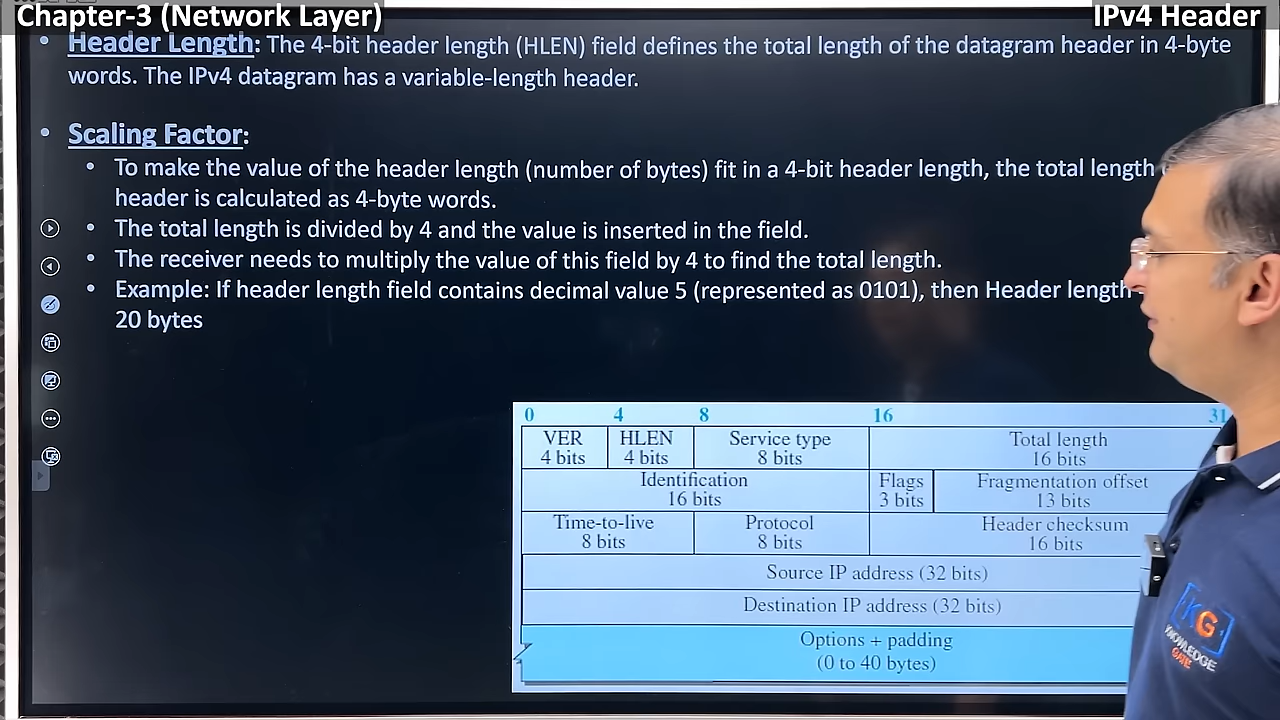 Chapter-3 (Network Layer)
IPv4 Header
• Header Length: The 4-bit header length (HLEN) field defines the total length of the datagram header in 4-byte
words. The IPv4 datagram has a variable-length header.
• Scaling Factor:
• To make the value of the header length (number of bytes) fit in a 4-bit header length, the total length
header is calculated as 4-byte words.
• The total length is divided by 4 and the value is inserted in the field.
• The receiver needs to multiply the value of this field by 4 to find the total length.
• Example: If header length field contains decimal value 5 (represented as 0101), then Header length
20 bytes
0 4 8 16 31
VER HLEN Service type Total length
4 bits 4 bits 8 bits 16 bits
Identification Flags Fragmentation offset
16 bits 3 bits 13 bits
Time-to-live Protocol Header checksum
8 bits 8 bits 16 bits
Source IP address (32 bits)
Destination IP address (32 bits)
Options + padding
(0 to 40 bytes)
KG
KNOWLEDGE
GATE